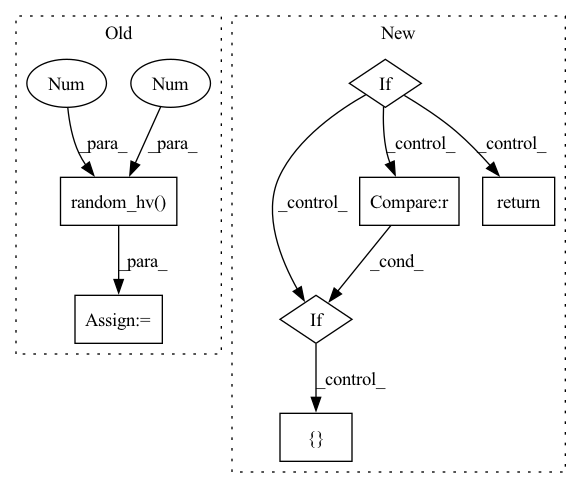 Old
New
Num
Num
If
_para_
_para_
_control_
_control_
random_hv()
Compare:r
return
_control_
_para_
_cond_
Assign:=
If
_control_
{}